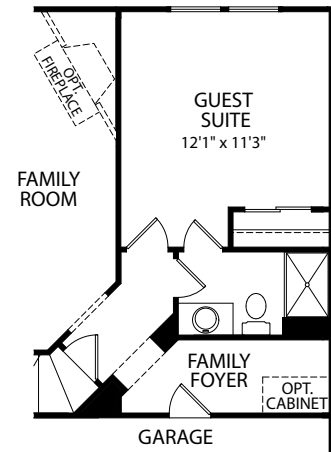 OPT.
FIREPLACE
GUEST
SUITE
12'1" x 11'3"
FAMILY
ROOM
FAMILY
FOYER
OPT.
CABINET
GARAGE